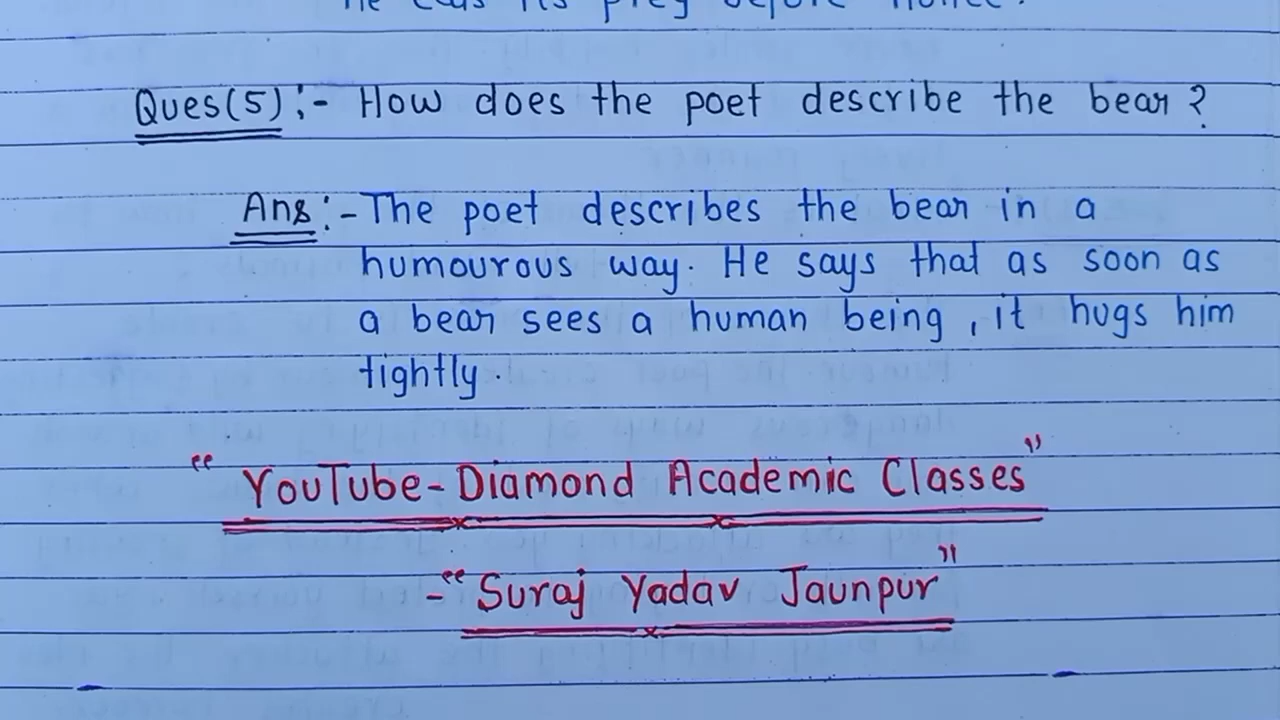 Ques(5):- How does the poet describe the bear?
Ans:- The poet describes the bear in a
humourous way. He says that as soon as
a bear sees a human being, it hugs him
tightly.
"YouTube-Diamond Academic Classes"
-"Suraj Yadav Jaunpur"